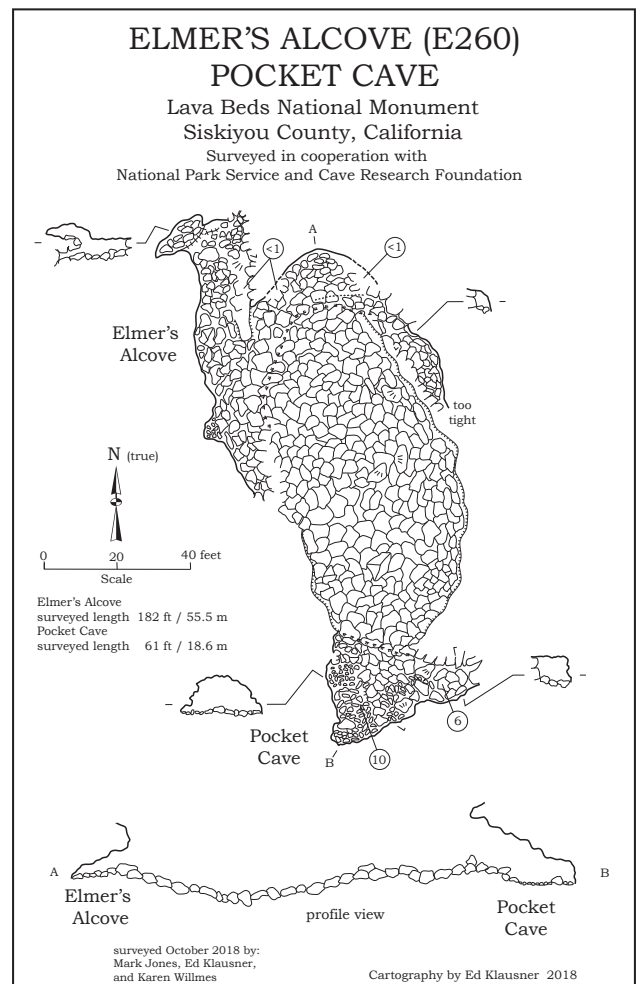 ELMER'S ALCOVE (E260)
POCKET CAVE
Lava Beds National Monument
Siskiyou County, California
Surveyed in cooperation with
National Park Service and Cave Research Foundation
A
<1
<1
Elmer's
Alcove
too
tight
N (true)
0 20 40 feet
Scale
Elmer's Alcove
surveyed length 182 ft / 55.5 m
Pocket Cave
surveyed length 61 ft / 18.6 m
6
Pocket
Cave
B
10
A
B
Elmer's
Alcove
profile view
Pocket
Cave
surveyed October 2018 by:
Mark Jones, Ed Klausner,
and Karen Willmes
Cartography by Ed Klausner 2018